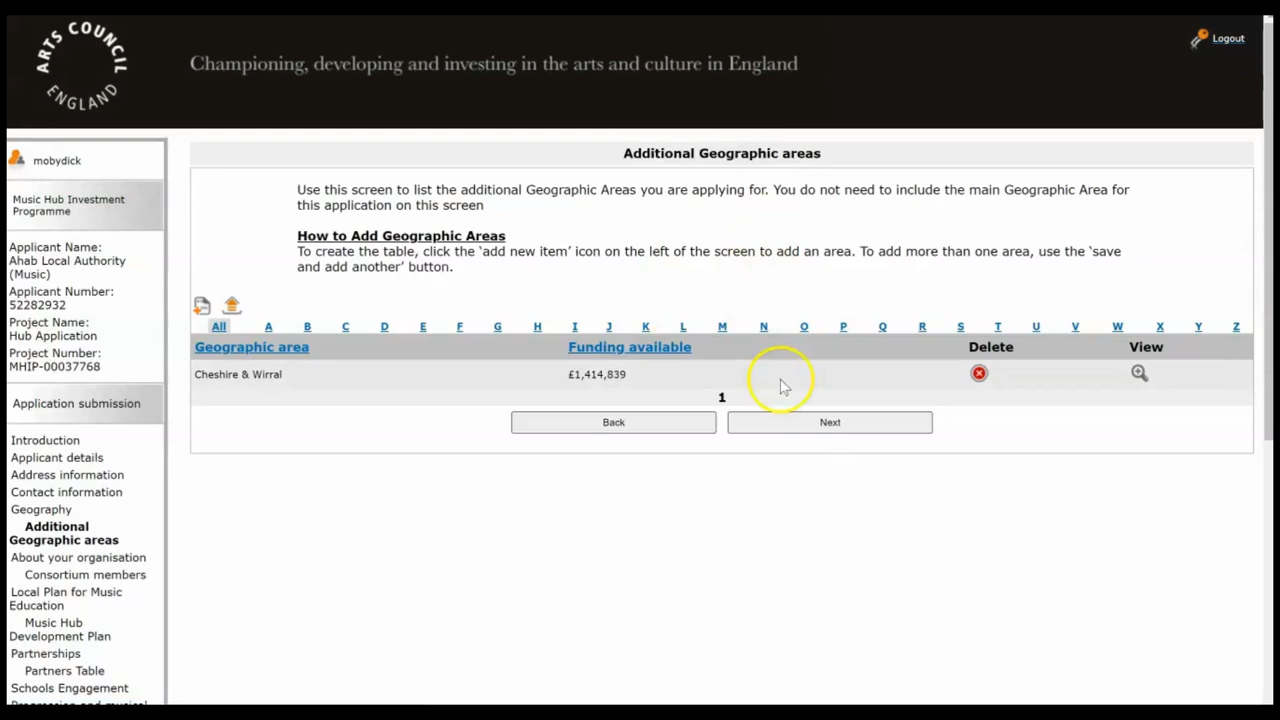 ARTS COUNCIL
ENGLAND
Championing, developing and investing in the arts and culture in England
Logout
mobydick
Music Hub Investment
Programme
Applicant Name:
Ahab Local Authority
(Music)
Applicant Number:
52282932
Project Name:
Hub Application
Project Number:
MHIP-00037768
Application submission
Introduction
Applicant details
Address information
Contact information
Geography
Additional
Geographic areas
About your organisation
Consortium members
Local Plan for Music
Education
Music Hub
Development Plan
Partnerships
Partners Table
Schools Engagement
Progression and musical
Additional Geographic areas
Use this screen to list the additional Geographic Areas you are applying for. You do not need to include the main Geographic Area for
this application on this screen
How to Add Geographic Areas
To create the table, click the ‘add new item’ icon on the left of the screen to add an area. To add more than one area, use the ‘save
and add another’ button.
All A B C D E F G H I J K L M N O P Q R S T U V W X Y Z
Geographic area Funding available Delete View
Cheshire & Wirral £1,414,839
1
Back Next